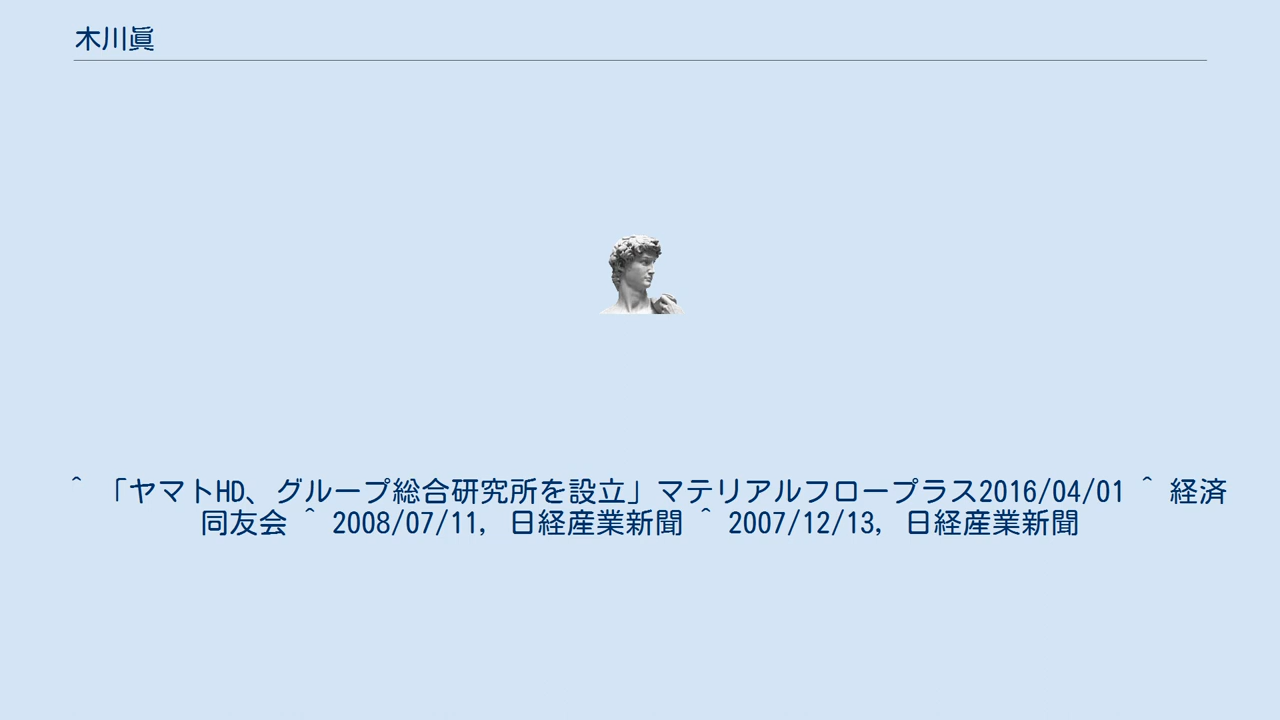 木川眞
^ 「ヤマトHD、グループ総合研究所を設立」マテリアルフロープラス2016/04/01 ^ 経済
同友会 ^ 2008/07/11, 日経産業新聞 ^ 2007/12/13, 日経産業新聞